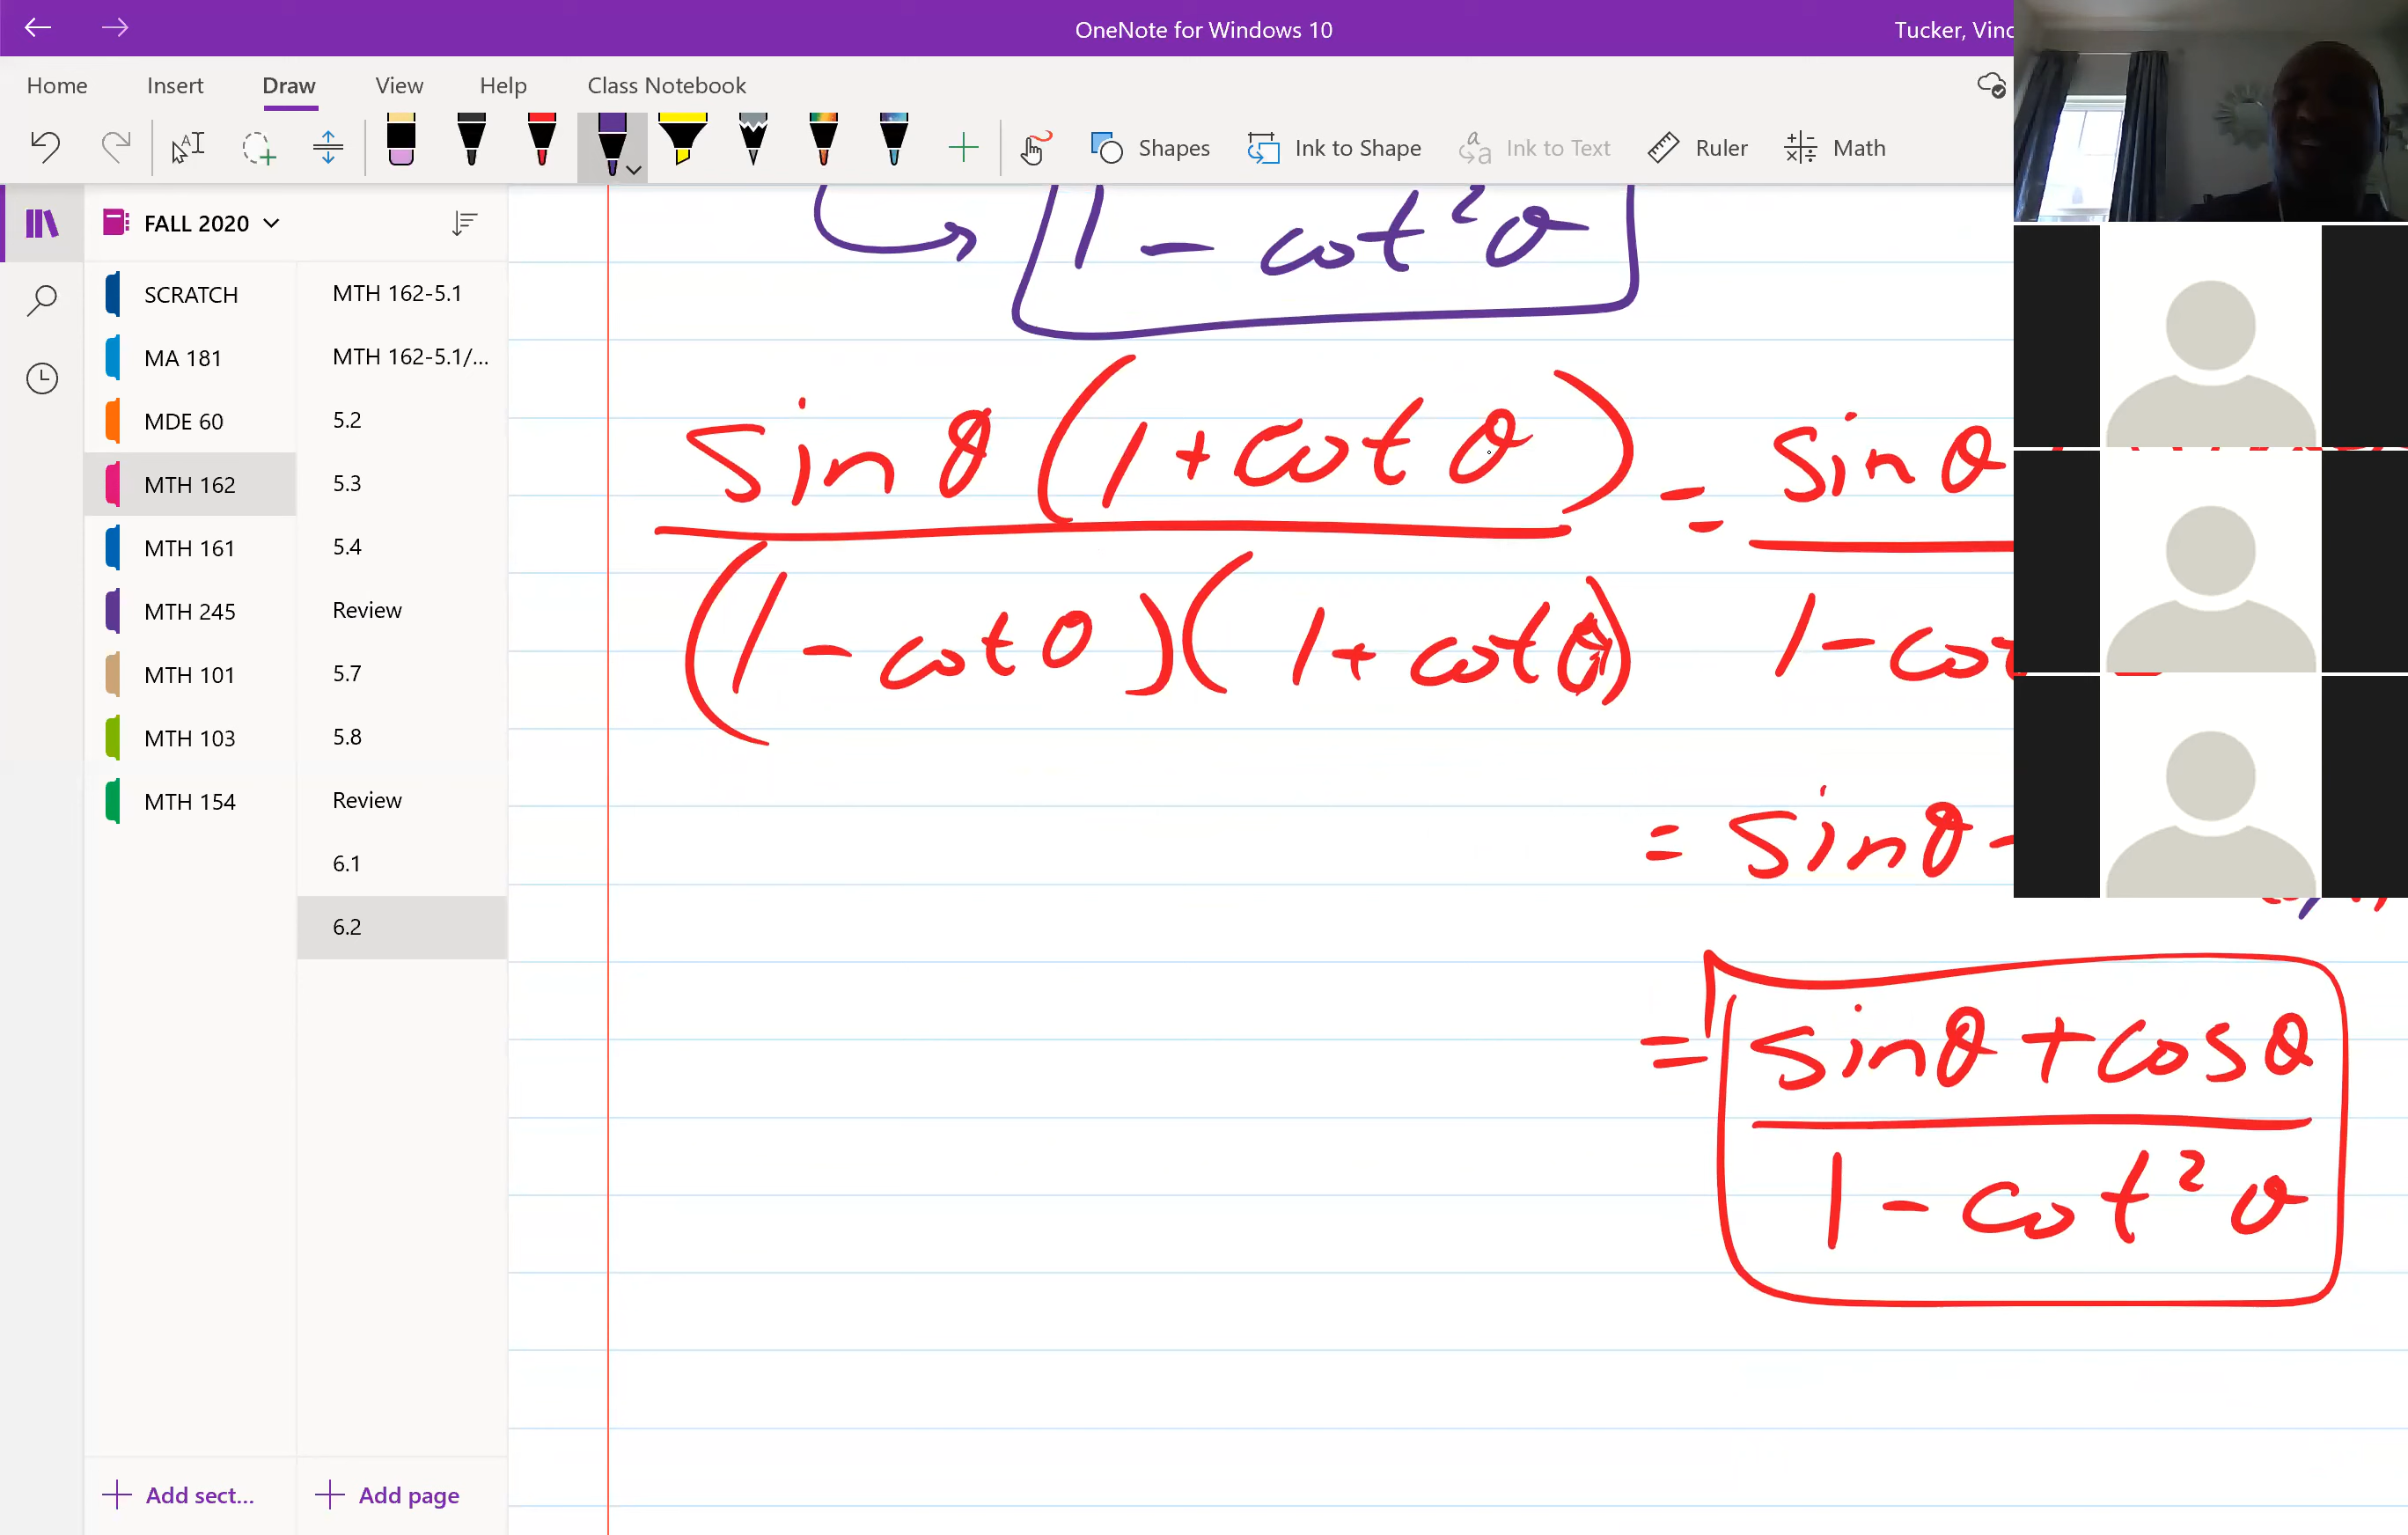 OneNote for Windows 10
Tucker, Vinc
Home Insert Draw View Help Class Notebook
Shapes Ink to Shape Ink to Text Ruler Math
FALL 2020
SCRATCH
MA 181
MDE 60
MTH 162
MTH 161
MTH 245
MTH 101
MTH 103
MTH 154
MTH 162-5.1
MTH 162-5.1/...
5.2
5.3
5.4
Review
5.7
5.8
Review
6.1
6.2
Add sect...
Add page
1 - cot²θ
sin θ (1 + cot θ) = sin θ
(1 - cot θ)(1 + cot θ) 1 - cot
= sin θ
= sin θ + cos θ
1 - cot² θ